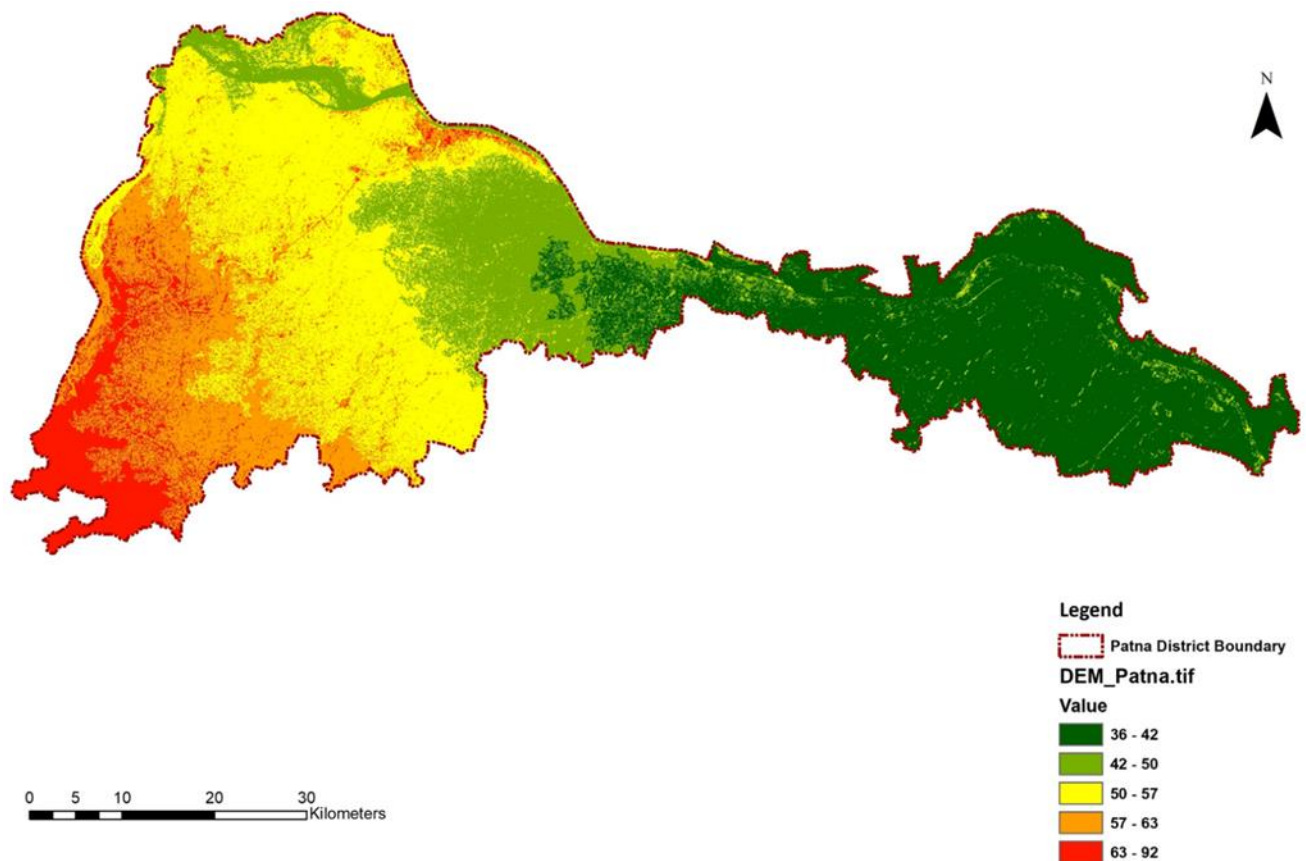 N
Legend
Patna District Boundary
DEM_Patna.tif
Value
36 - 42
42 - 50
50 - 57
57 - 63
63 - 92
0 5 10 20 30
Kilometers